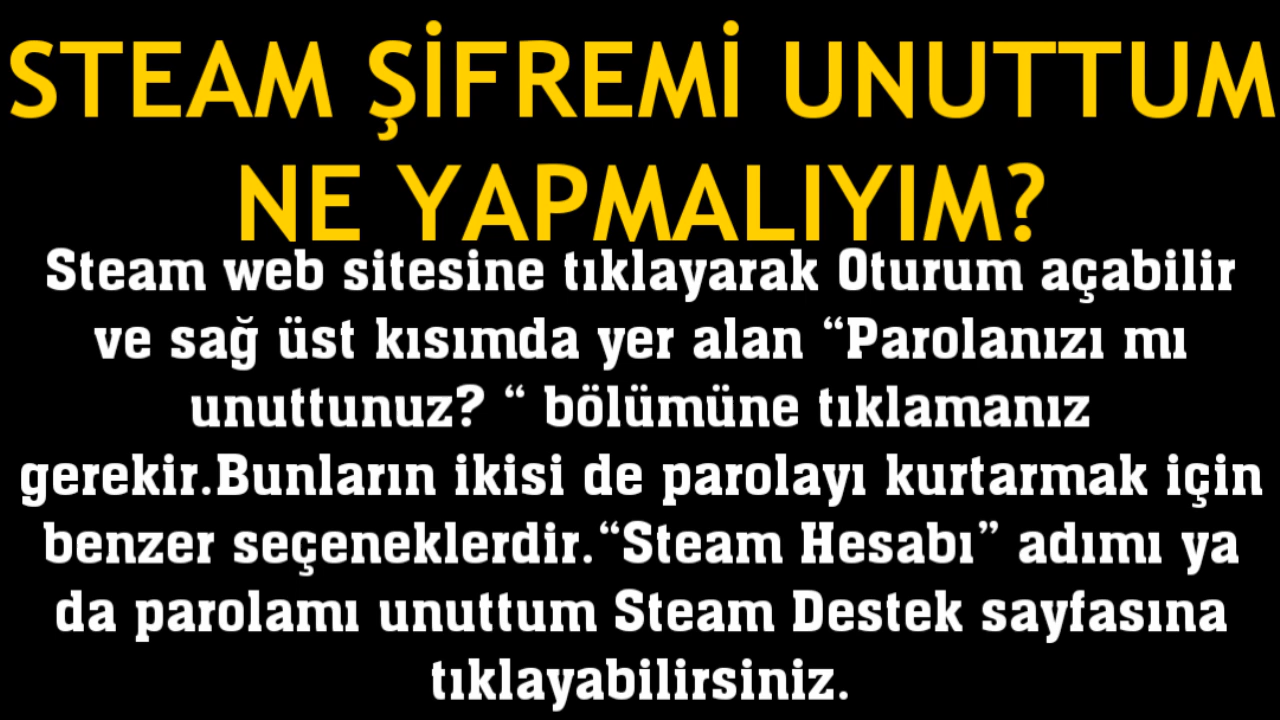 STEAM ŞİFREMİ UNUTTUM
NE YAPMALIYIM?
Steam web sitesine tıklayarak Oturum açabilir
ve sağ üst kısımda yer alan “Parolanızı mı
unuttunuz? “ bölümüne tıklamanız
gerekir.Bunların ikisi de parolayı kurtarmak için
benzer seçeneklerdir.“Steam Hesabı” adımı ya
da parolamı unuttum Steam Destek sayfasına
tıklayabilirsiniz.